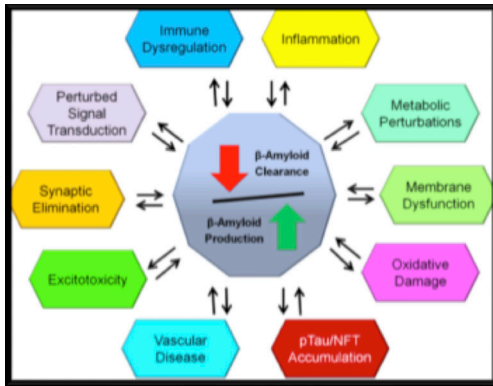 Immune
Dysregulation
Inflammation
Perturbed
Signal
Transduction
Metabolic
Perturbations
β-Amyloid
Clearance
Synaptic
Elimination
Membrane
Dysfunction
β-Amyloid
Production
Excitotoxicity
Oxidative
Damage
Vascular
Disease
pTau/NFT
Accumulation